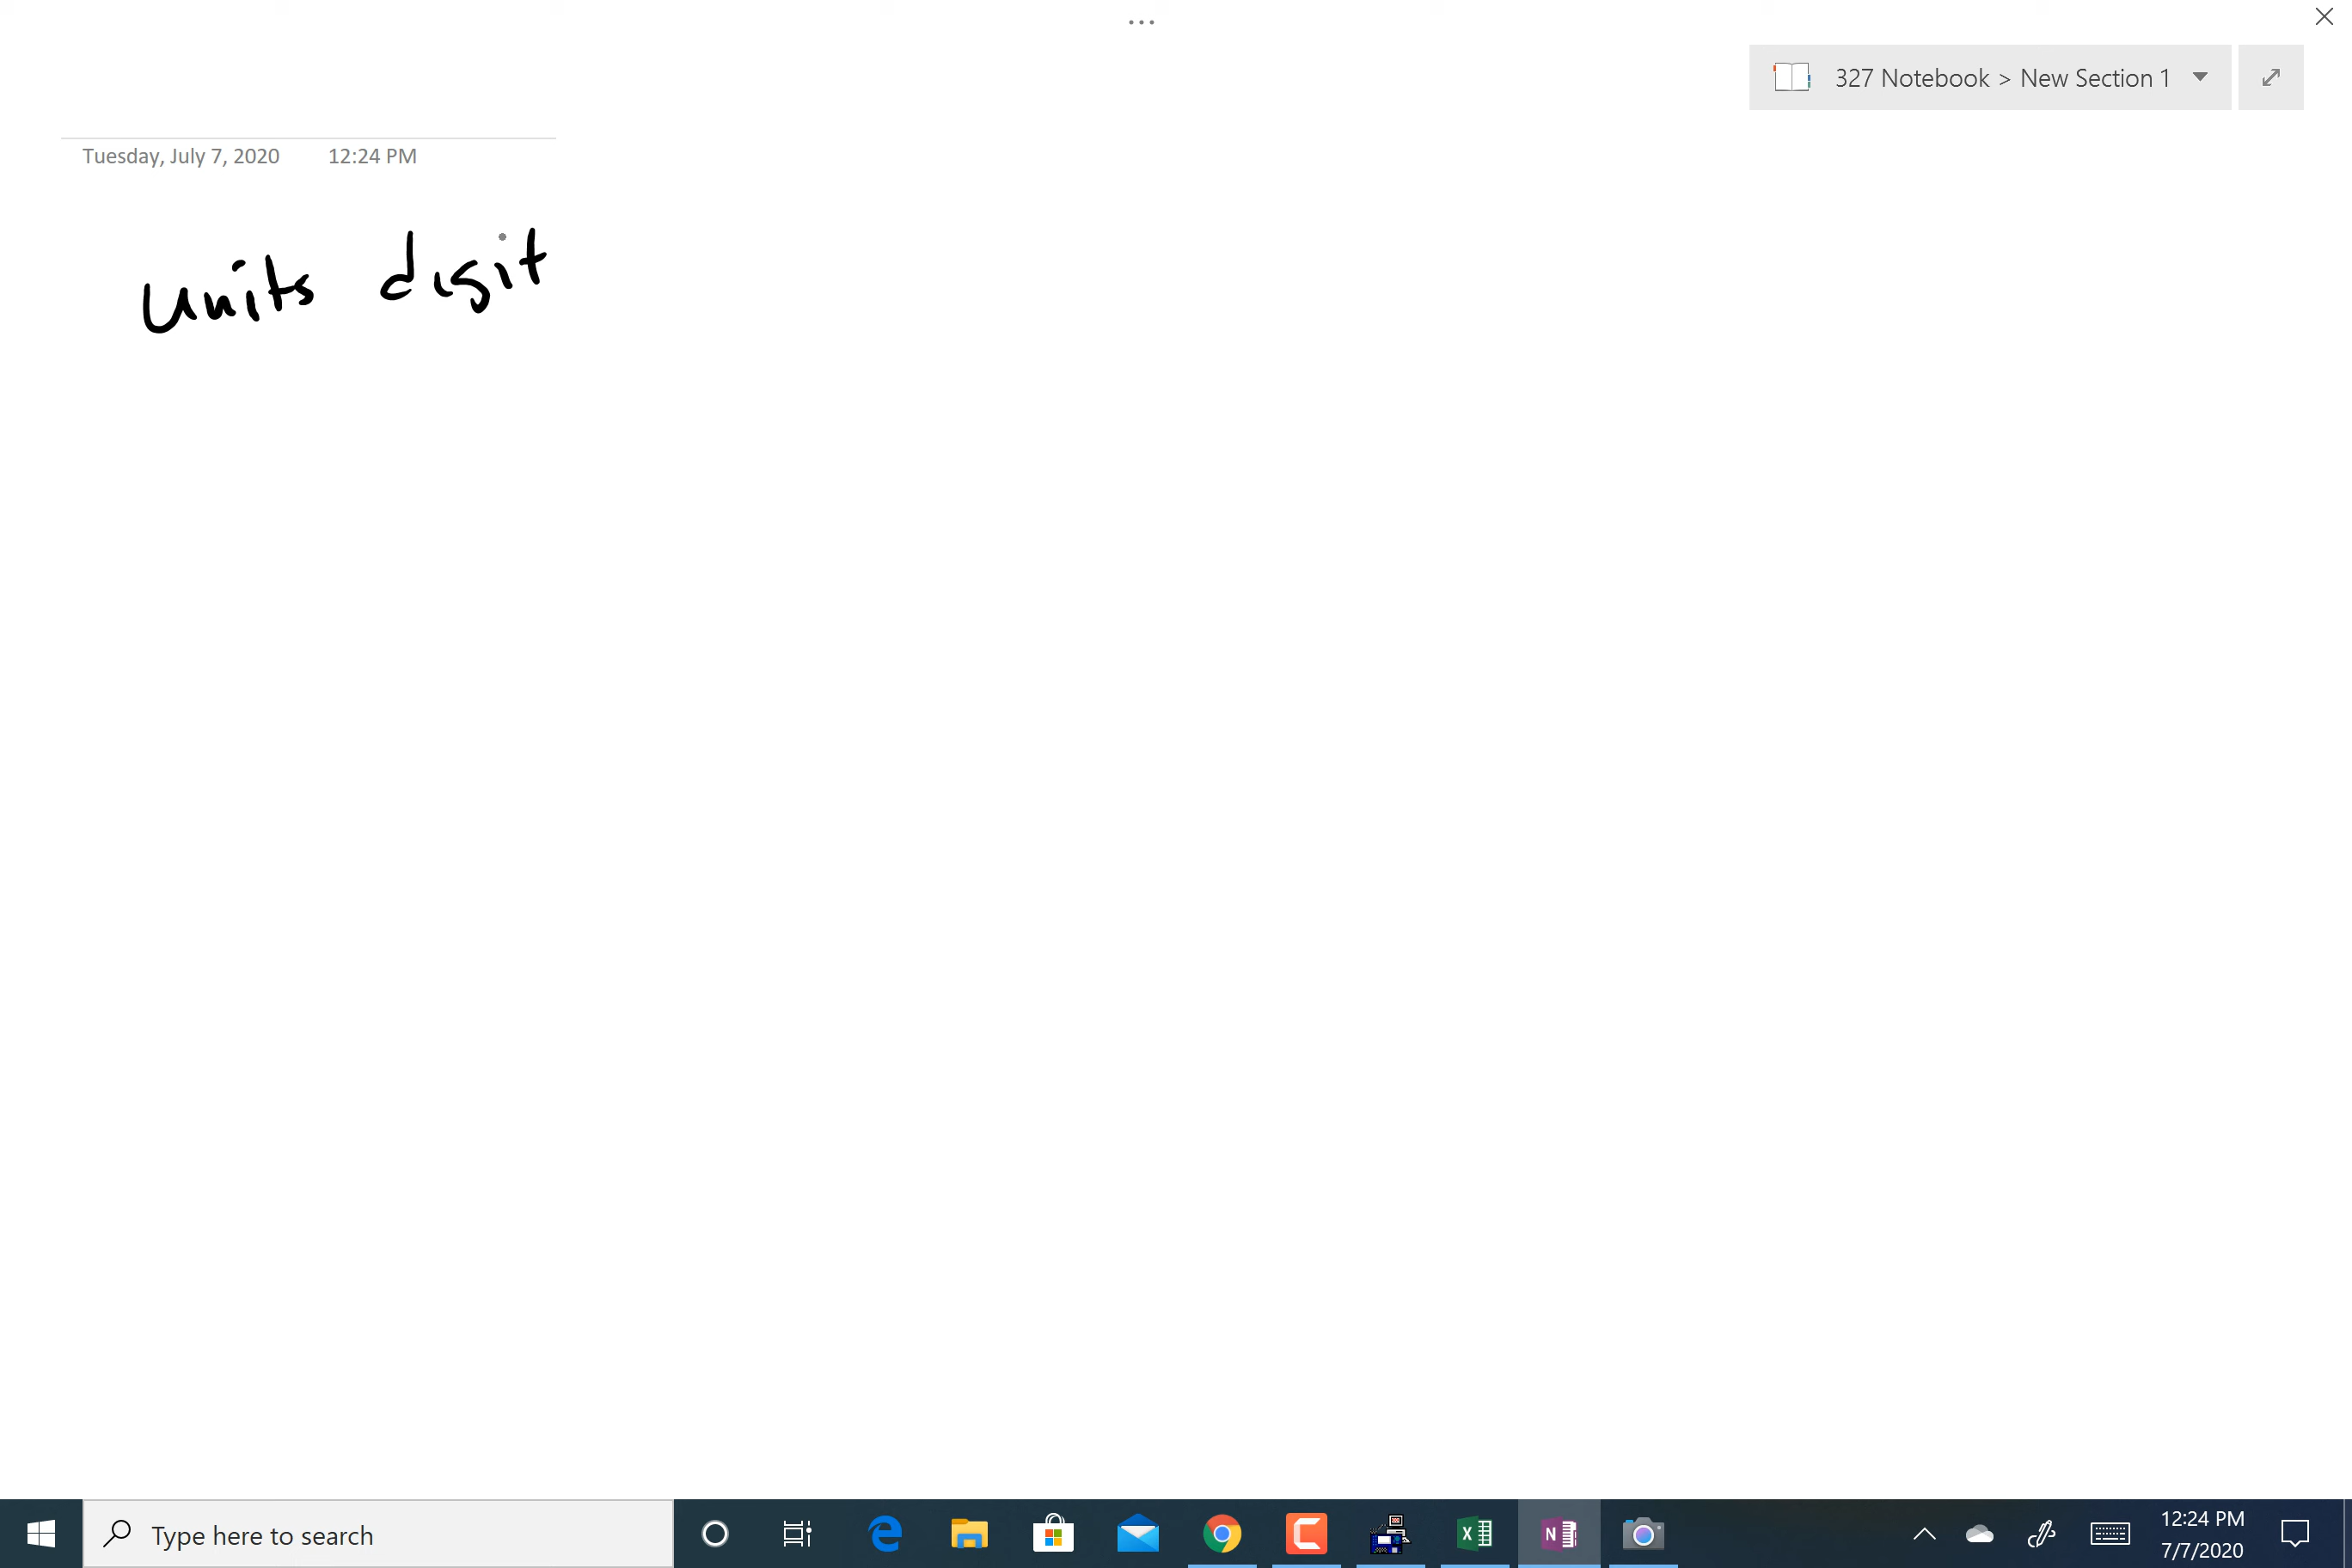 327 Notebook > New Section 1
Tuesday, July 7, 2020 12:24 PM
units digit
Type here to search
12:24 PM
7/7/2020